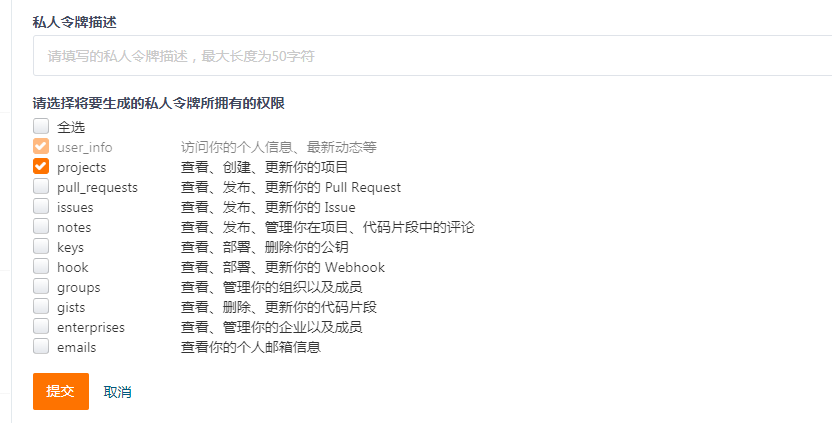 私人令牌描述
请填写的私人令牌描述，最大长度为50字符
请选择将要生成的私人令牌所拥有的权限
全选
user_info 访问你的个人信息、最新动态等
projects 查看、创建、更新你的项目
pull_requests 查看、发布、更新你的 Pull Request
issues 查看、发布、更新你的 Issue
notes 查看、发布、管理你在项目、代码片段中的评论
keys 查看、部署、删除你的公钥
hook 查看、部署、更新你的 Webhook
groups 查看、管理你的组织以及成员
gists 查看、删除、更新你的代码片段
enterprises 查看、管理你的企业以及成员
emails 查看你的个人邮箱信息
提交 取消